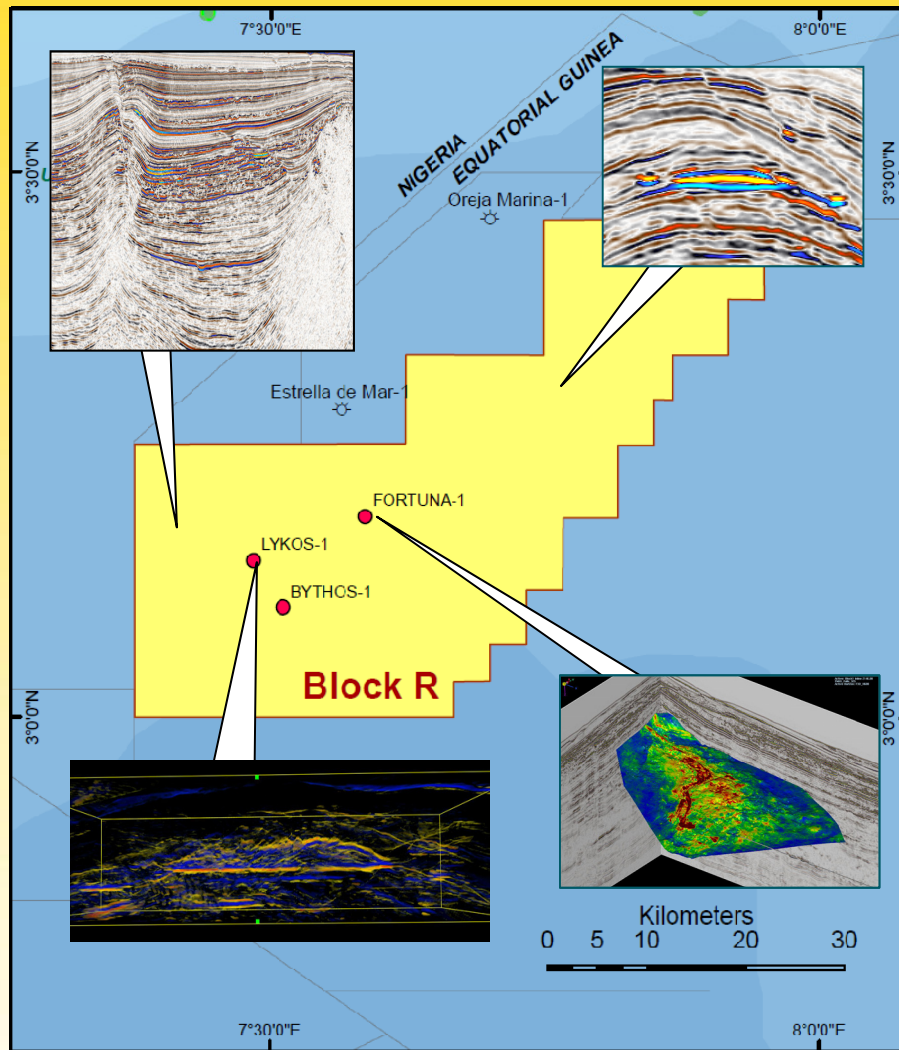 7°30'0"E
8°0'0"E
3°30'0"N
3°30'0"N
NIGERIA
EQUATORIAL GUINEA
Oreja Marina-1
Estrella de Mar-1
FORTUNA-1
LYKOS-1
BYTHOS-1
Block R
3°0'0"N
3°0'0"N
Kilometers
0 5 10 20 30
7°30'0"E
8°0'0"E